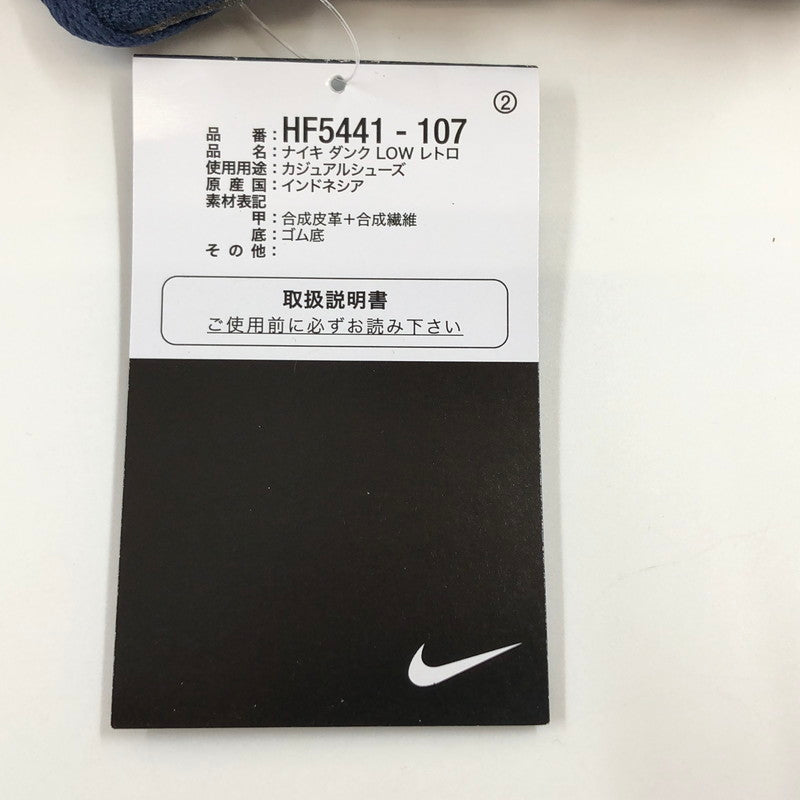 ②
品番：HF5441 - 107
品名：ナイキ ダンク LOW レトロ
使用用途：カジュアルシューズ
原産国：インドネシア
素材表記
甲：合成皮革＋合成繊維
底：ゴム底
その他：
取扱説明書
ご使用前に必ずお読み下さい